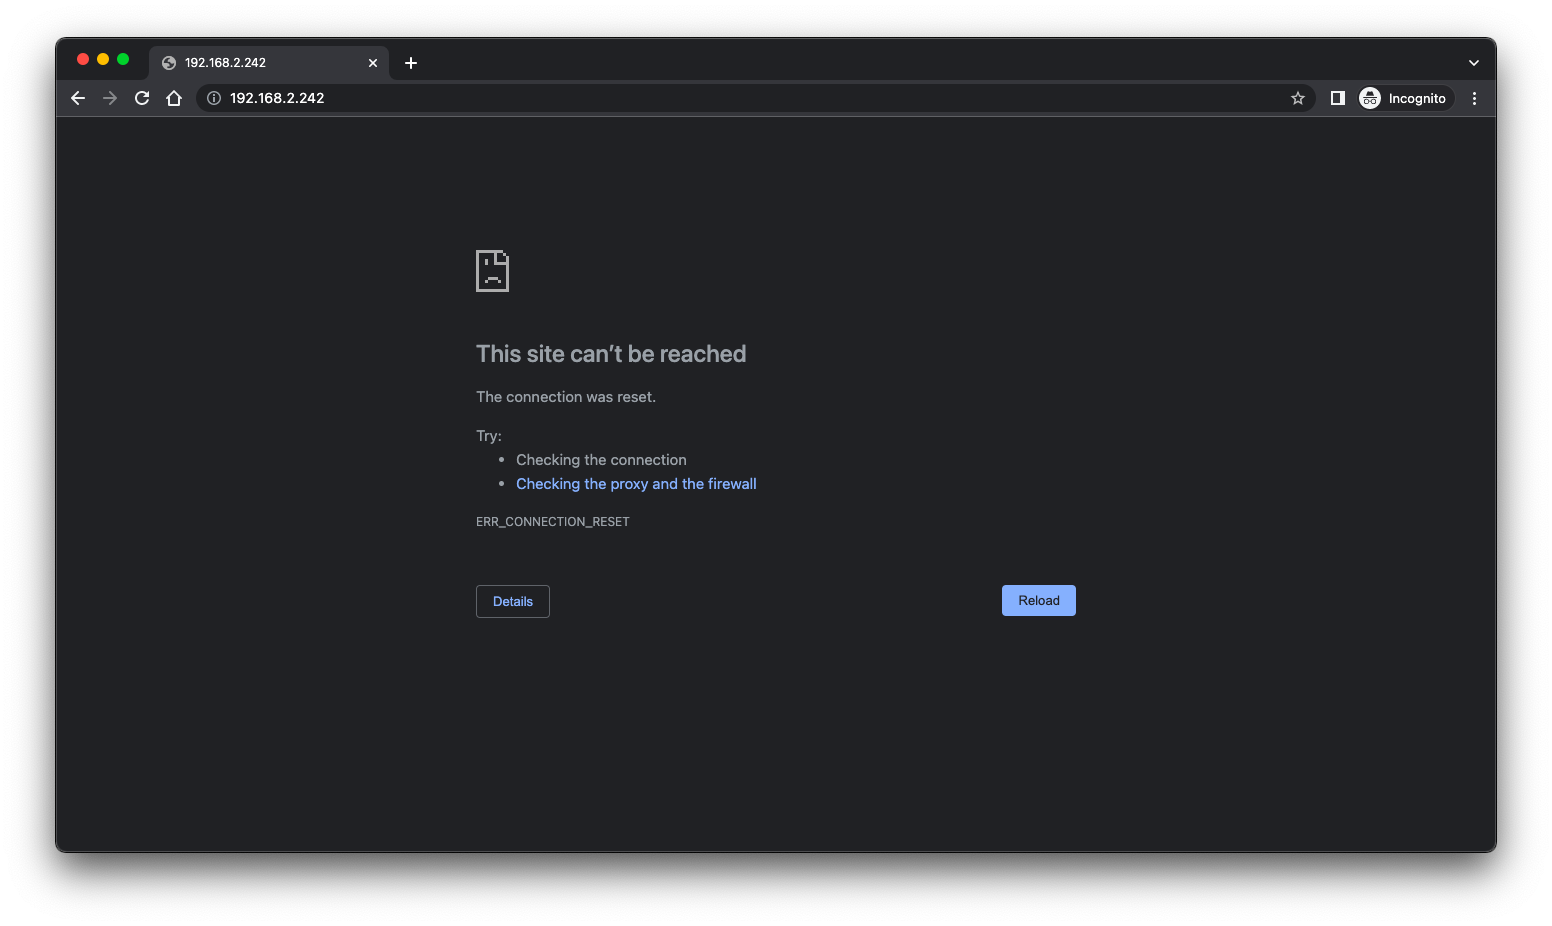 192.168.2.242
192.168.2.242
Incognito
This site can’t be reached
The connection was reset.
Try:
• Checking the connection
• Checking the proxy and the firewall
ERR_CONNECTION_RESET
Details
Reload